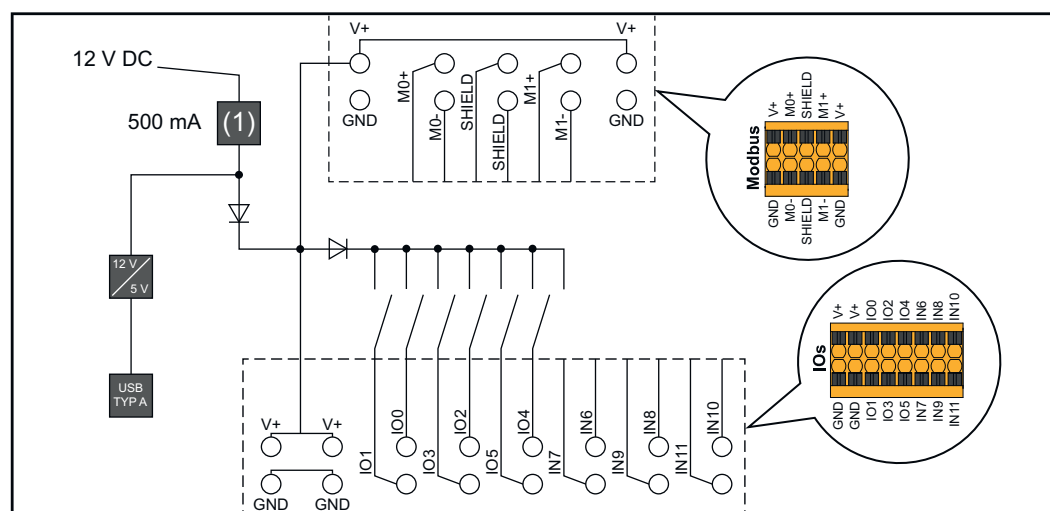 12 V DC
500 mA
(1)
12 V
5 V
USB
TYP A
V+
V+
GND
M0+
M0-
SHIELD
SHIELD
M1+
M1-
GND
Modbus
V+
M0+
SHIELD
M1+
V+
GND
M0-
SHIELD
M1-
GND
V+
V+
GND
GND
IO1
IO0
IO3
IO2
IO5
IO4
IN7
IN6
IN9
IN8
IN11
IN10
IOs
V+
V+
IO0
IO2
IO4
IN6
IN8
IN10
GND
GND
IO1
IO3
IO5
IN7
IN9
IN11